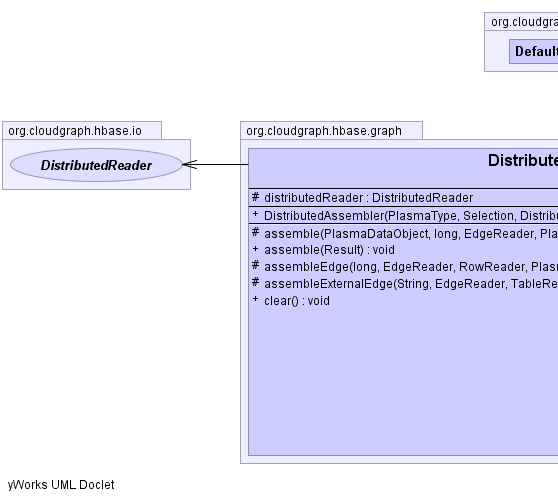 org.cloudgra
Default
org.cloudgraph.hbase.io
DistributedReader
org.cloudgraph.hbase.graph
Distribute
# distributedReader : DistributedReader
+ DistributedAssembler(PlasmaType, Selection, Distrib
# assemble(PlasmaDataObject, long, EdgeReader, Pla
+ assemble(Result) : void
# assembleEdge(long, EdgeReader, RowReader, Plasm
# assembleExternalEdge(String, EdgeReader, TableRe
+ clear() : void
yWorks UML Doclet